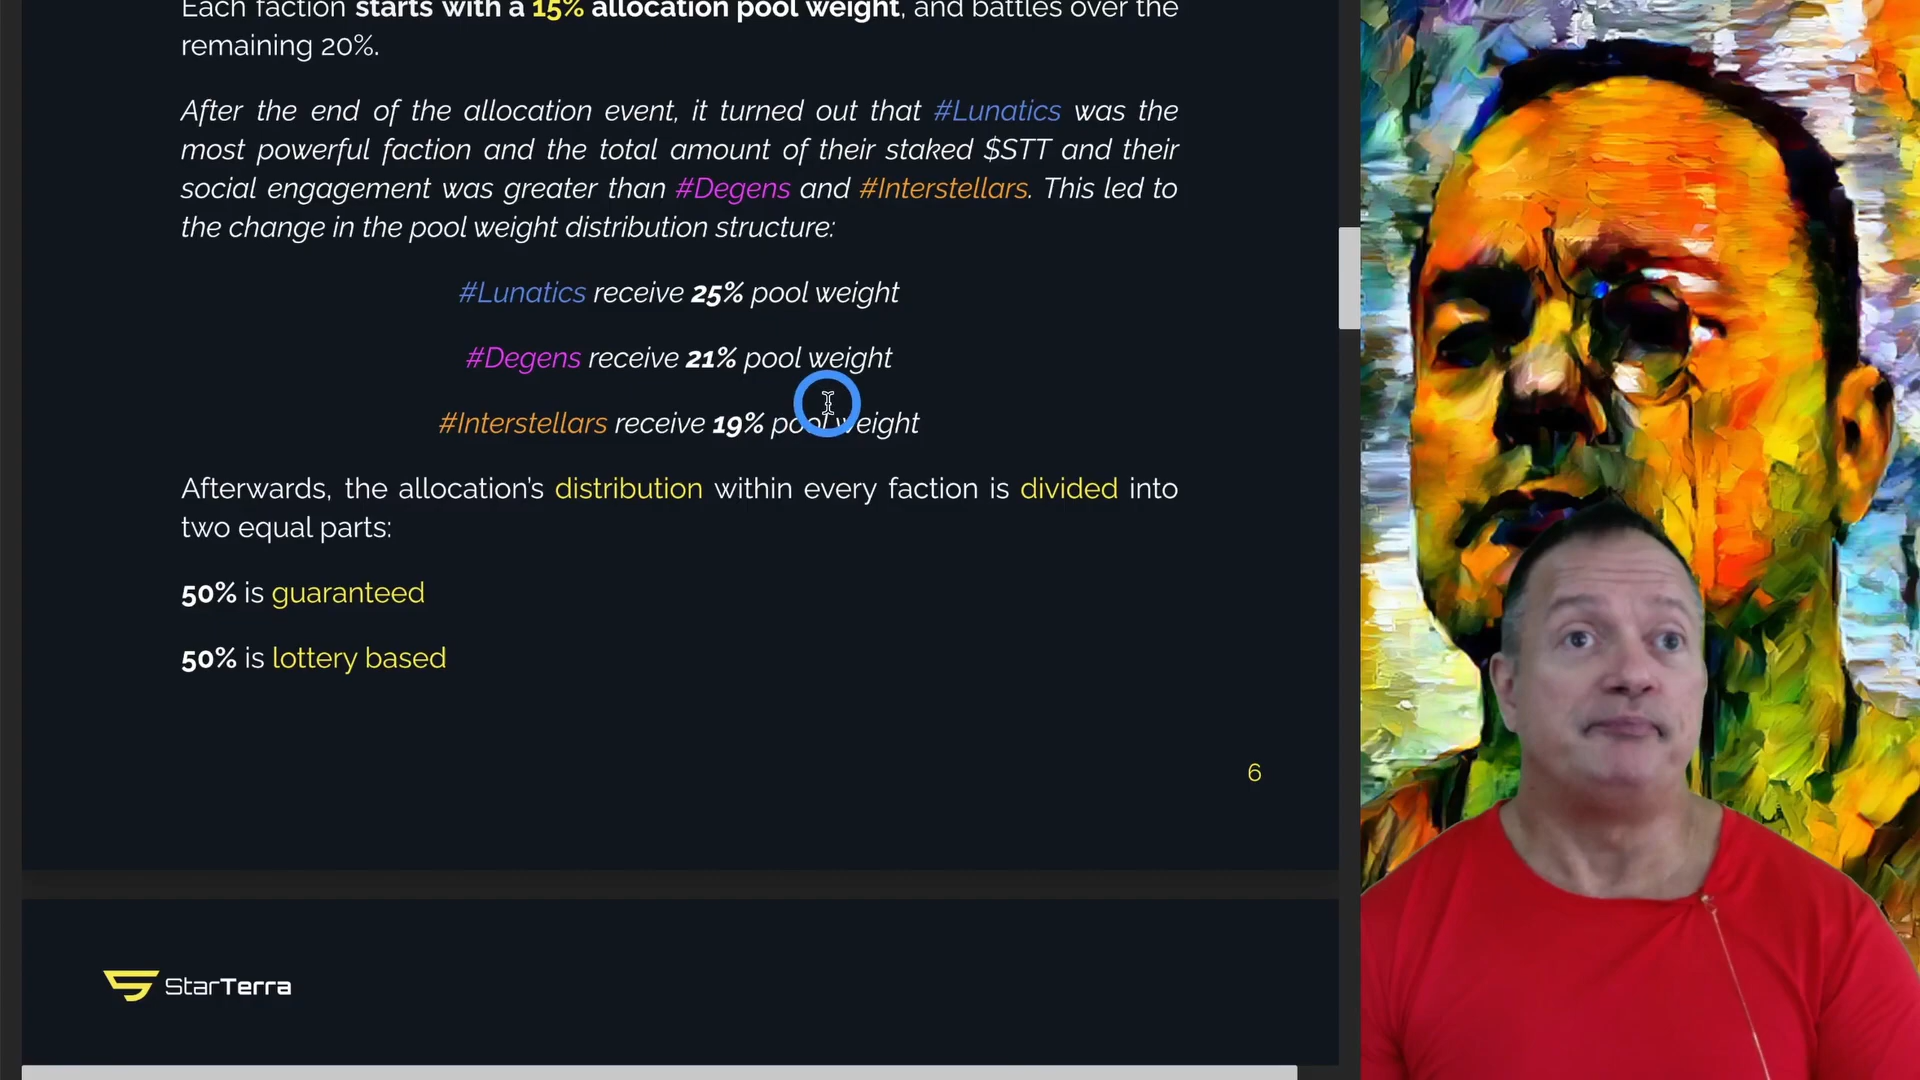 Each faction starts with a 15% allocation pool weight, and battles over the
remaining 20%.
After the end of the allocation event, it turned out that #Lunatics was the
most powerful faction and the total amount of their staked $STT and their
social engagement was greater than #Degens and #Interstellars. This led to
the change in the pool weight distribution structure:
#Lunatics receive 25% pool weight
#Degens receive 21% pool weight
#Interstellars receive 19% pool weight
Afterwards, the allocation's distribution within every faction is divided into
two equal parts:
50% is guaranteed
50% is lottery based
6
StarTerra